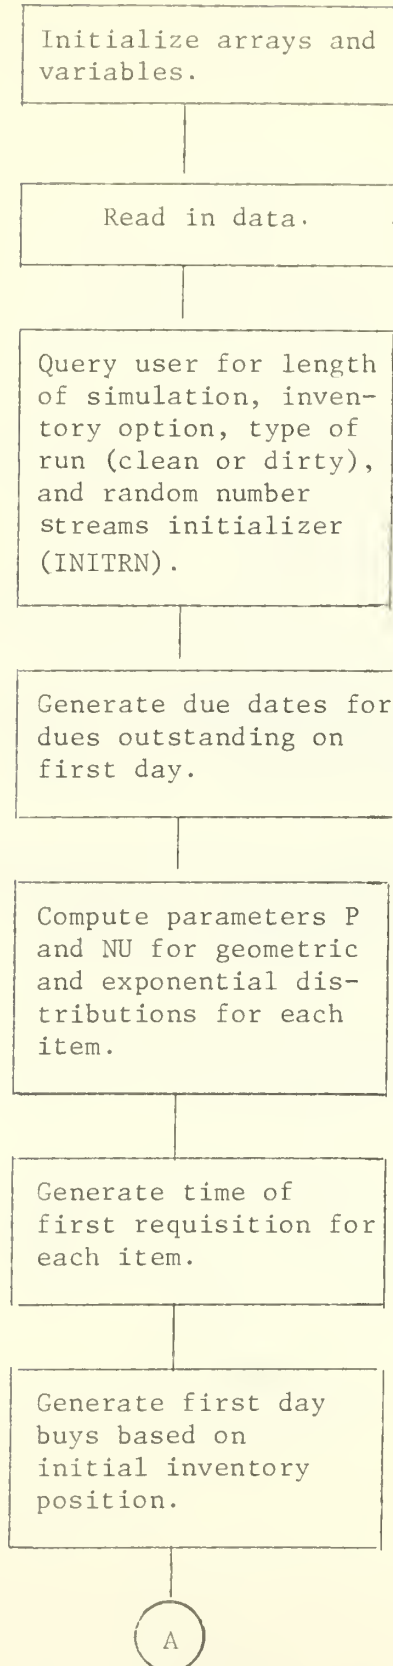 Initialize arrays and
variables.
Read in data.
Query user for length
of simulation, inven-
tory option, type of
run (clean or dirty),
and random number
streams initializer
(INITRN).
Generate due dates for
dues outstanding on
first day.
Compute parameters P
and NU for geometric
and exponential dis-
tributions for each
item.
Generate time of
first requisition for
each item.
Generate first day
buys based on
initial inventory
position.
A